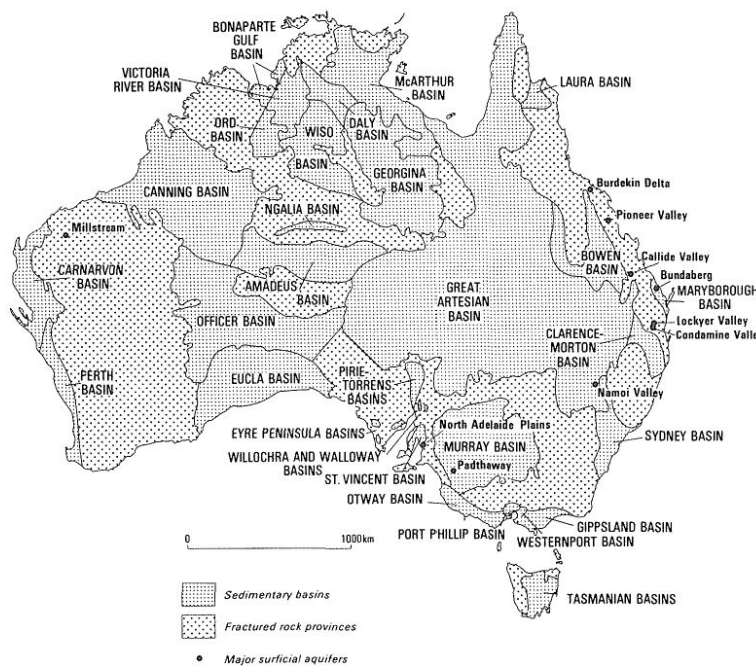 BONAPARTE
GULF
BASIN
VICTORIA
RIVER BASIN
McARTHUR
BASIN
LAURA BASIN
ORD
BASIN
WISO
BASIN
DALY
BASIN
GEORGINA
BASIN
CANNING BASIN
NGALIA BASIN
Burdekin Delta
Pioneer Valley
Millstream
CARNARVON
BASIN
AMADEUS
BASIN
GREAT
ARTESIAN
BASIN
BOWEN
BASIN
Callide Valley
Bundaberg
MARYBOROUGH
BASIN
OFFICER BASIN
Lockyer Valley
Condamine Valle
CLARENCE-
MORTON
BASIN
PERTH
BASIN
EUCLA BASIN
PIRIE-
TORRENS
BASINS
Namoi Valley
EYRE PENINSULA BASINS
North Adelaide Plains
MURRAY BASIN
SYDNEY BASIN
WILLOCHRA AND WALLOWAY
BASINS
Padthaway
ST. VINCENT BASIN
OTWAY BASIN
GIPPSLAND BASIN
PORT PHILLIP BASIN
WESTERNPORT BASIN
0 1000km
TASMANIAN BASINS
Sedimentary basins
Fractured rock provinces
Major surficial aquifers